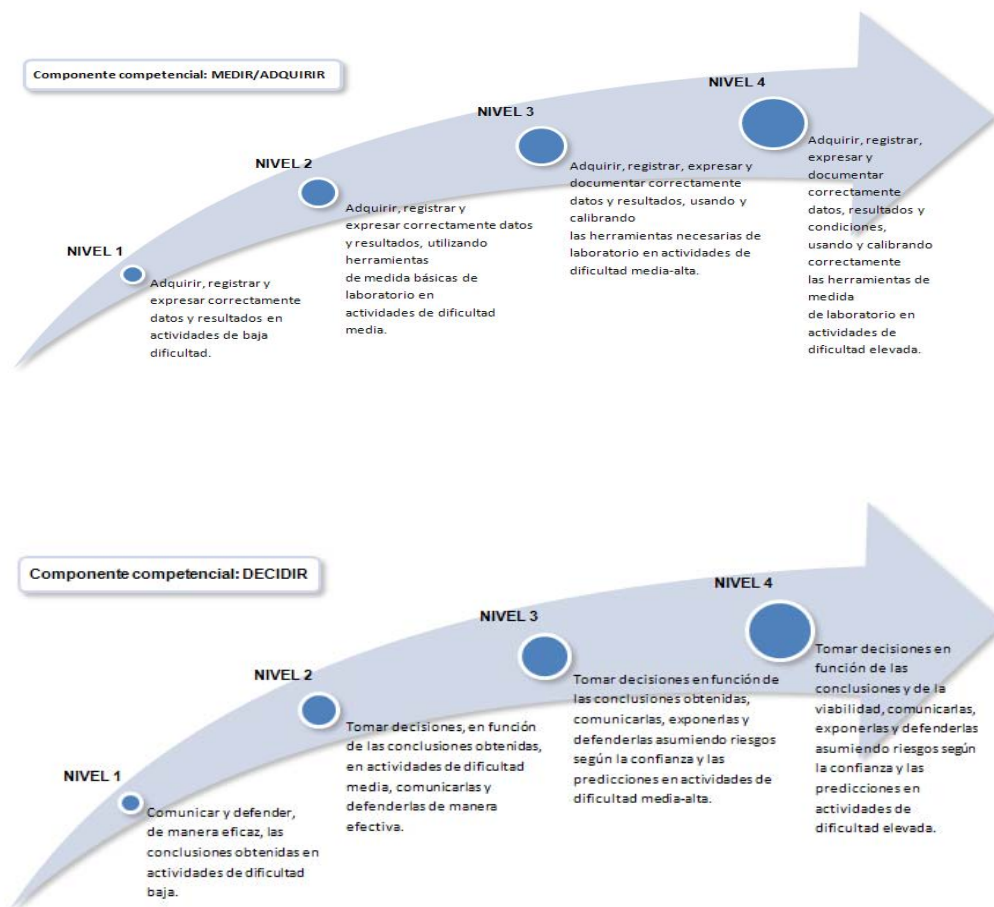 Componente competencial: MEDIR/ADQUIRIR
NIVEL 1
Adquirir, registrar y
expresar correctamente
datos y resultados en
actividades de baja
dificultad.
NIVEL 2
Adquirir, registrar y
expresar correctamente datos
y resultados, utilizando
herramientas
de medida básicas de
laboratorio en
actividades de dificultad
media.
NIVEL 3
Adquirir, registrar, expresar y
documentar correctamente
datos y resultados, usando y
calibrando
las herramientas necesarias de
laboratorio en actividades de
dificultad media-alta.
NIVEL 4
Adquirir, registrar,
expresar y
documentar
correctamente
datos, resultados y
condiciones,
usando y calibrando
correctamente
las herramientas de
medida
de laboratorio en
actividades de
dificultad elevada.
Componente competencial: DECIDIR
NIVEL 1
Comunicar y defender,
de manera eficaz, las
conclusiones obtenidas en
actividades de dificultad
baja.
NIVEL 2
Tomar decisiones, en función
de las conclusiones obtenidas,
en actividades de dificultad
media, comunicarlas y
defenderlas de manera
efectiva.
NIVEL 3
Tomar decisiones en función de
las conclusiones obtenidas,
comunicarlas, exponerlas y
defenderlas asumiendo riesgos
según la confianza y las
predicciones en actividades de
dificultad media-alta.
NIVEL 4
Tomar decisiones en
función de las
conclusiones y de la
viabilidad, comunicarlas,
exponerlas y defenderlas
asumiendo riesgos según
la confianza y las
predicciones en
actividades de
dificultad elevada.